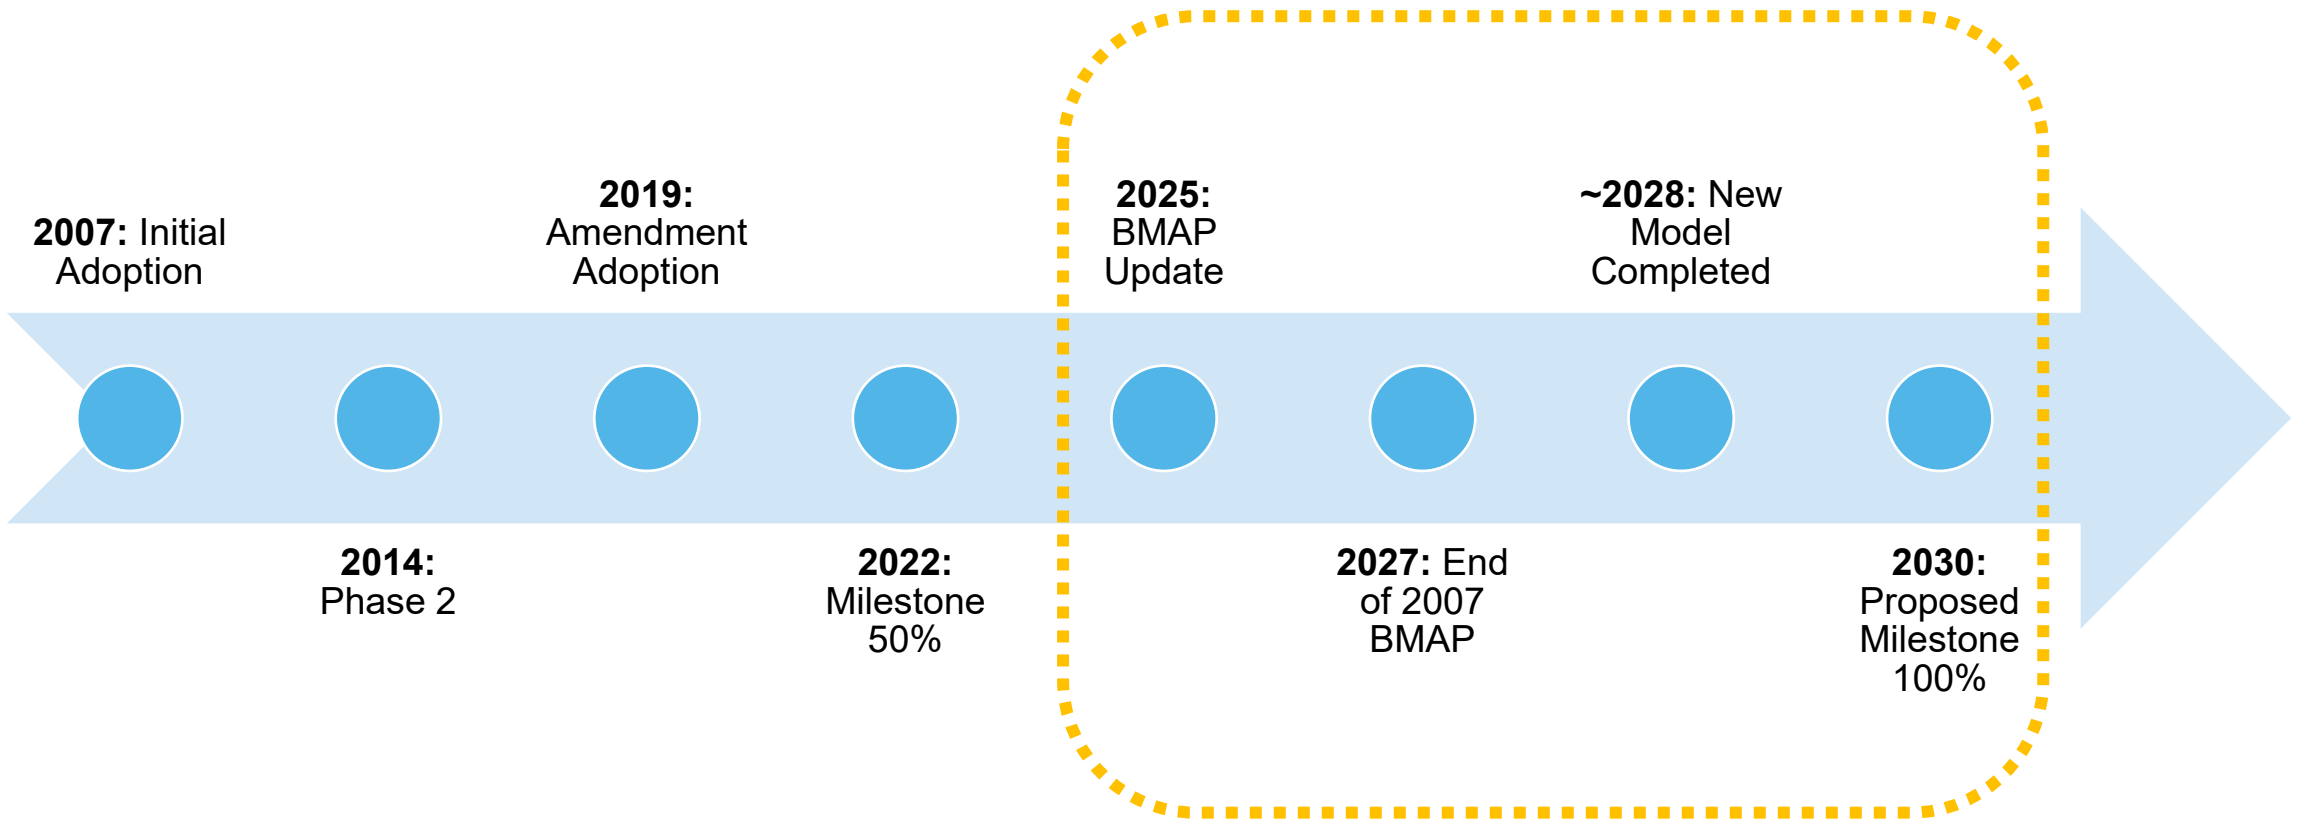 2007: Initial
Adoption
2014:
Phase 2
2019:
Amendment
Adoption
2022:
Milestone
50%
2025:
BMAP
Update
2027: End
of 2007
BMAP
~2028: New
Model
Completed
2030:
Proposed
Milestone
100%